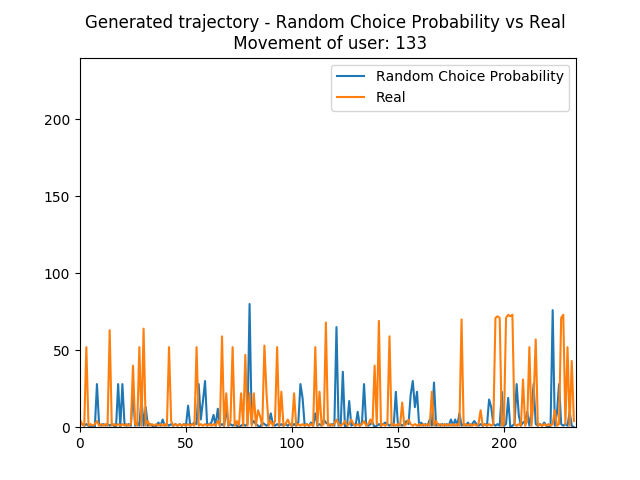 Generated trajectory - Random Choice Probability vs Real
Movement of user: 133
Random Choice Probability
Real
200
150
100
50
0
0 50 100 150 200